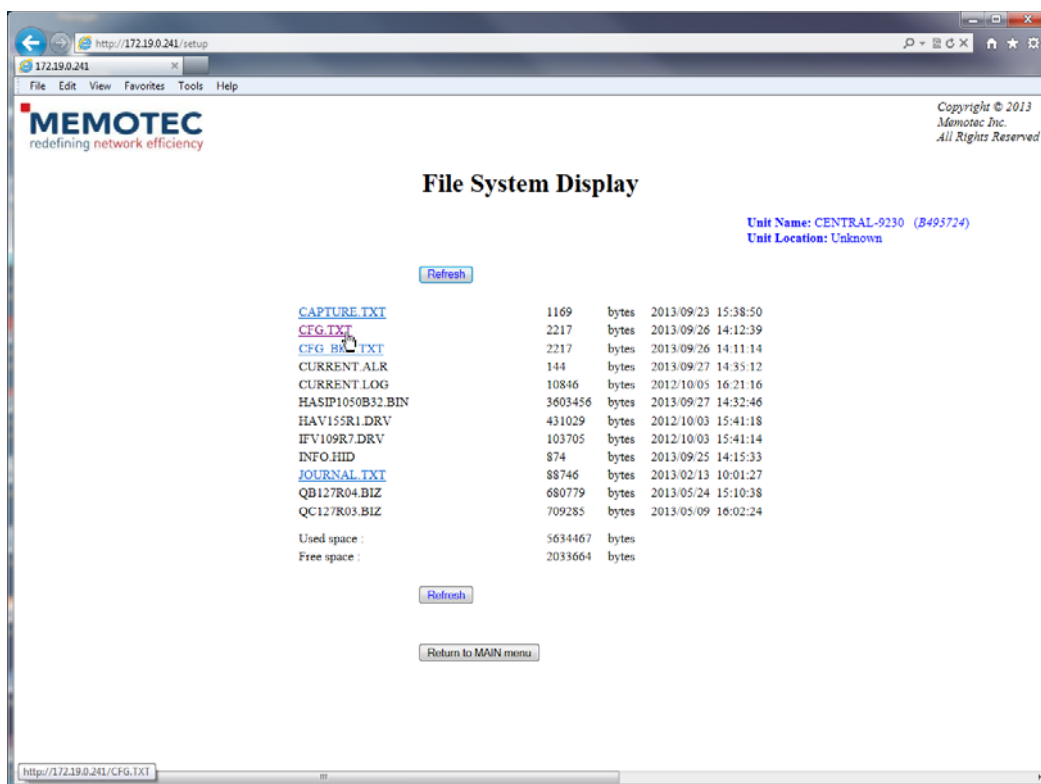 http://172.19.0.241/setup
172.19.0.241
File Edit View Favorites Tools Help
MEMOTEC
redefining network efficiency
Copyright © 2013
Memotec Inc.
All Rights Reserved
File System Display
Unit Name: CENTRAL-9230 (B495724)
Unit Location: Unknown
Refresh
CAPTURE.TXT 1169 bytes 2013/09/23 15:38:50
CFG.TXT 2217 bytes 2013/09/26 14:12:39
CFG TXT 2217 bytes 2013/09/26 14:11:14
CURRENT.ALR 144 bytes 2013/09/27 14:35:12
CURRENT.LOG 10846 bytes 2012/10/05 16:21:16
HASIP1050B32.BIN 3603456 bytes 2013/09/27 14:32:46
HAV155R1.DRV 431029 bytes 2012/10/03 15:41:18
IFV109R7.DRV 103705 bytes 2012/10/03 15:41:14
INFO.HID 874 bytes 2013/09/25 14:15:33
JOURNAL.TXT 88746 bytes 2013/02/13 10:01:27
QB127R04.BIZ 680779 bytes 2013/05/24 15:10:38
QC127R03.BIZ 709285 bytes 2013/05/09 16:02:24
Used space : 5634467 bytes
Free space : 2033664 bytes
Refresh
Return to MAIN menu
http://172.19.0.241/CFG.TXT